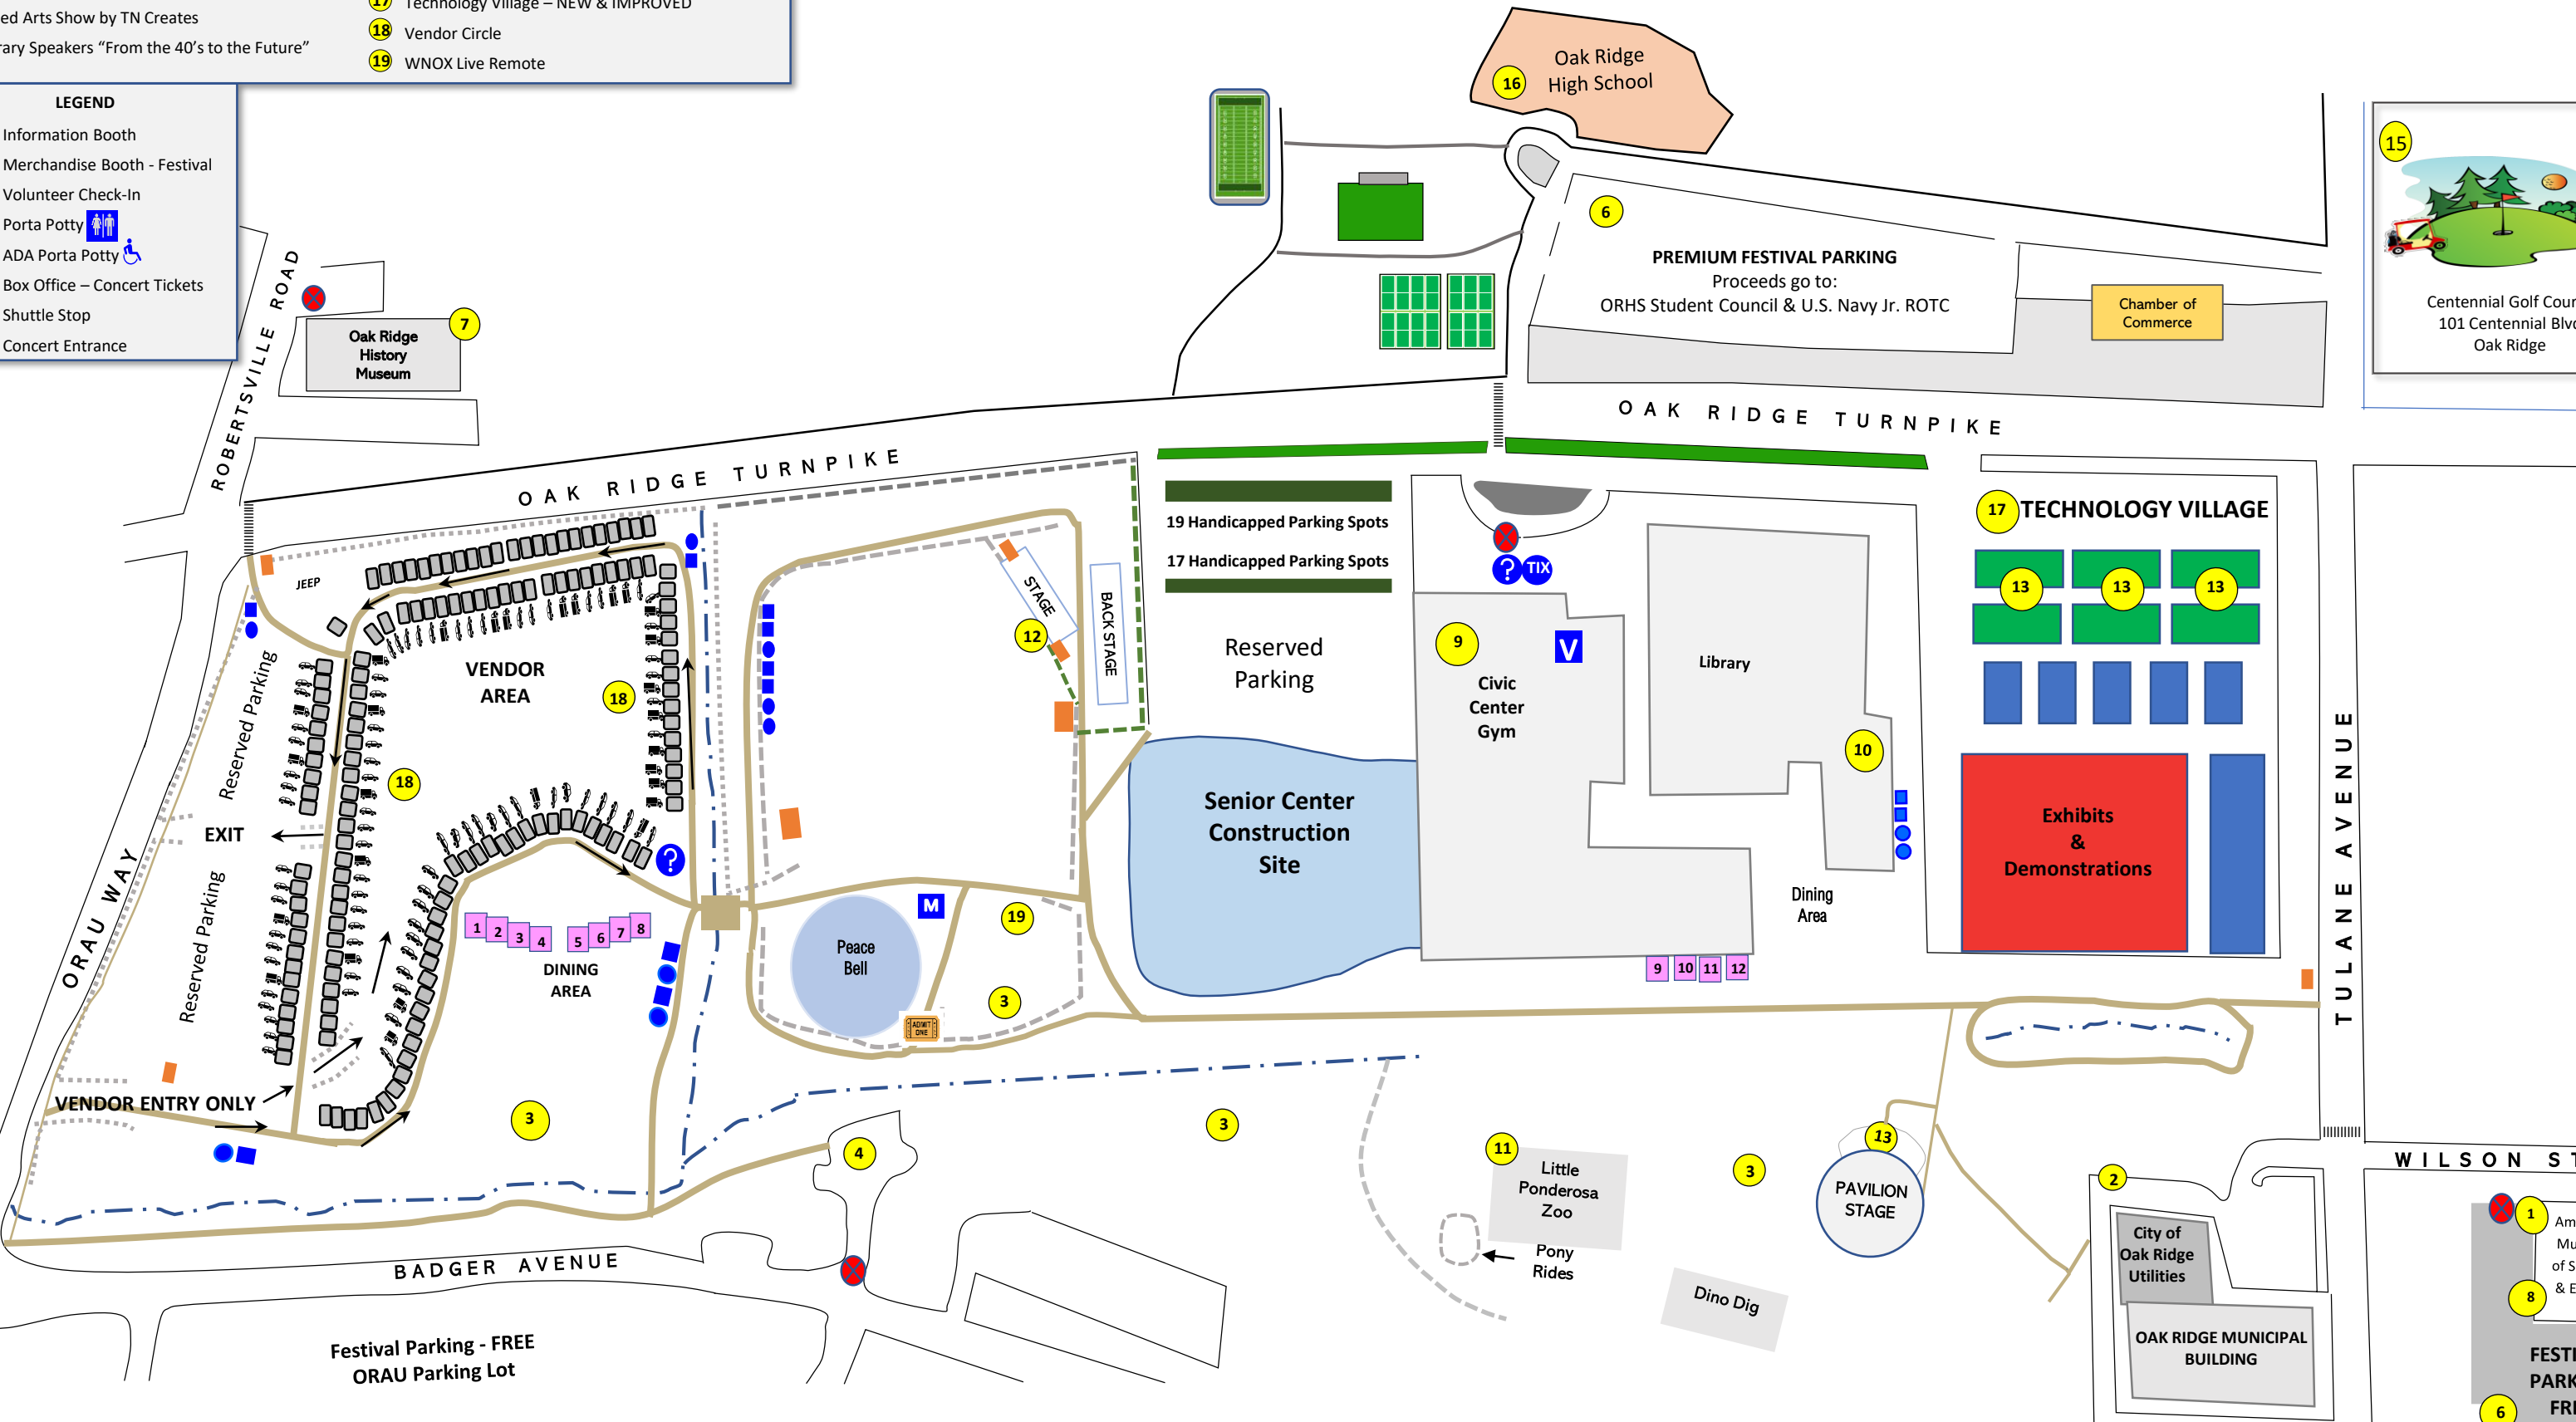 ed Arts Show by TN Creates
rary Speakers “From the 40’s to the Future”
17 Technology Village – NEW & IMPROVED
18 Vendor Circle
19 WNOX Live Remote
LEGEND
Information Booth
Merchandise Booth - Festival
Volunteer Check-In
Porta Potty
ADA Porta Potty
Box Office – Concert Tickets
Shuttle Stop
Concert Entrance
16
Oak Ridge
High School
6
PREMIUM FESTIVAL PARKING
Proceeds go to:
ORHS Student Council & U.S. Navy Jr. ROTC
Chamber of
Commerce
15
Centennial Golf Cour
101 Centennial Blvd
Oak Ridge
ROBERTSVILLE ROAD
7
Oak Ridge
History
Museum
OAK RIDGE TURNPIKE
OAK RIDGE TURNPIKE
JEEP
VENDOR
AREA
18
18
Reserved Parking
EXIT
Reserved Parking
ORAU WAY
VENDOR ENTRY ONLY
?
1
2
3
4
5
6
7
8
DINING
AREA
3
STAGE
12
BACK STAGE
19 Handicapped Parking Spots
17 Handicapped Parking Spots
Reserved
Parking
Senior Center
Construction
Site
Peace
Bell
M
19
3
ADMIT
ONE
? TIX
9
V
Civic
Center
Gym
Library
10
Dining
Area
9
10
11
12
17 TECHNOLOGY VILLAGE
13
13
13
Exhibits
&
Demonstrations
TULANE AVENUE
WILSON ST
4
3
11
Little
Ponderosa
Zoo
Pony
Rides
Dino Dig
3
13
PAVILION
STAGE
2
City of
Oak Ridge
Utilities
OAK RIDGE MUNICIPAL
BUILDING
1
Am
Mu
of S
& E
8
FESTI
PARK
FR
6
BADGER AVENUE
Festival Parking - FREE
ORAU Parking Lot